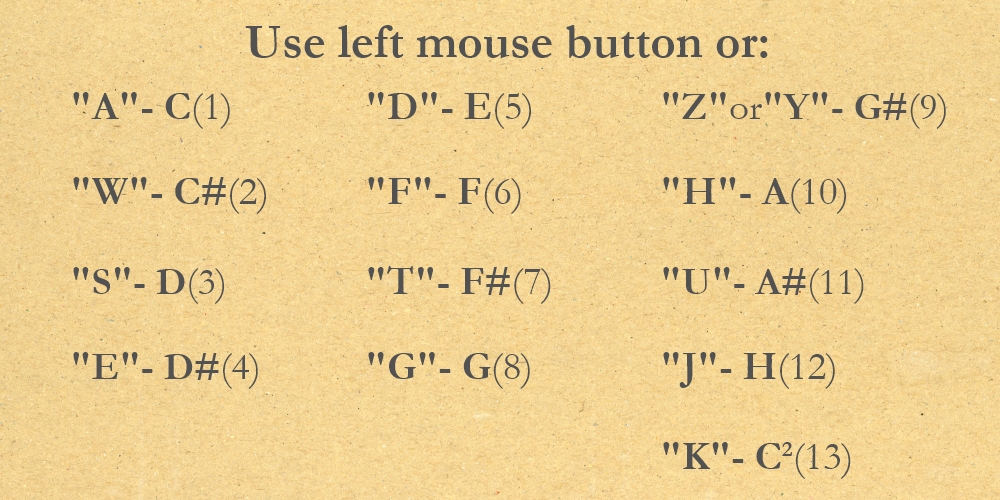 Use left mouse button or:
"A"- C(1)
"W"- C#(2)
"S"- D(3)
"E"- D#(4)
"D"- E(5)
"F"- F(6)
"T"- F#(7)
"G"- G(8)
"Z"or"Y"- G#(9)
"H"- A(10)
"U"- A#(11)
"J"- H(12)
"K"- C²(13)